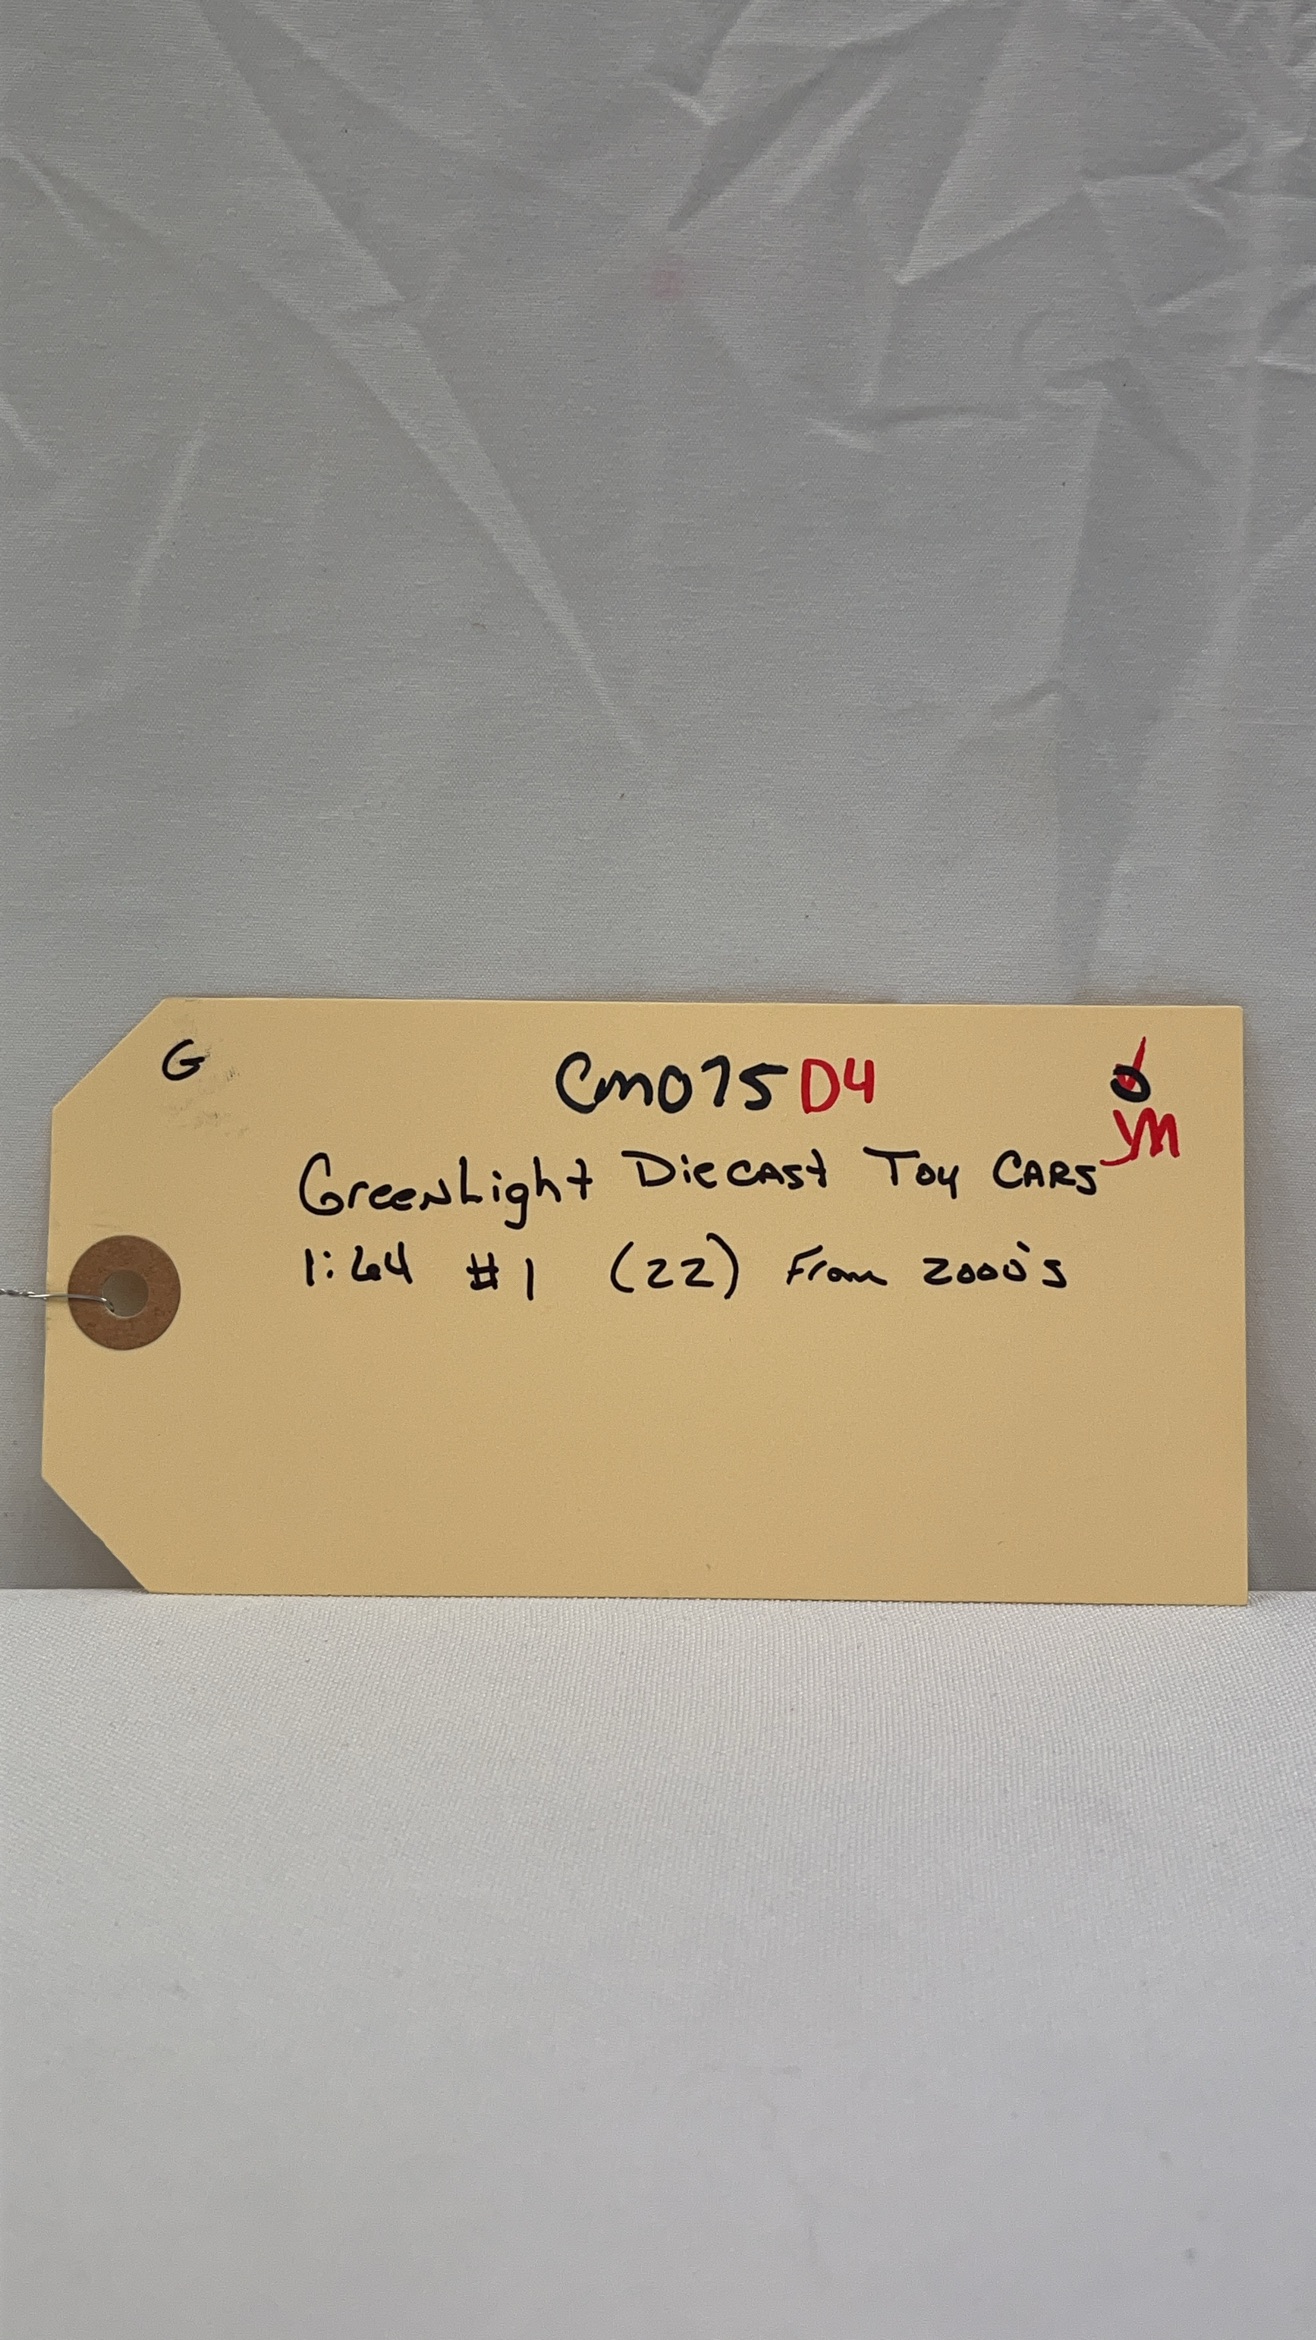 G
Cm075D4
YM
GreenLight Diecast Toy Cars
1:64 #1 (22) From 2000's